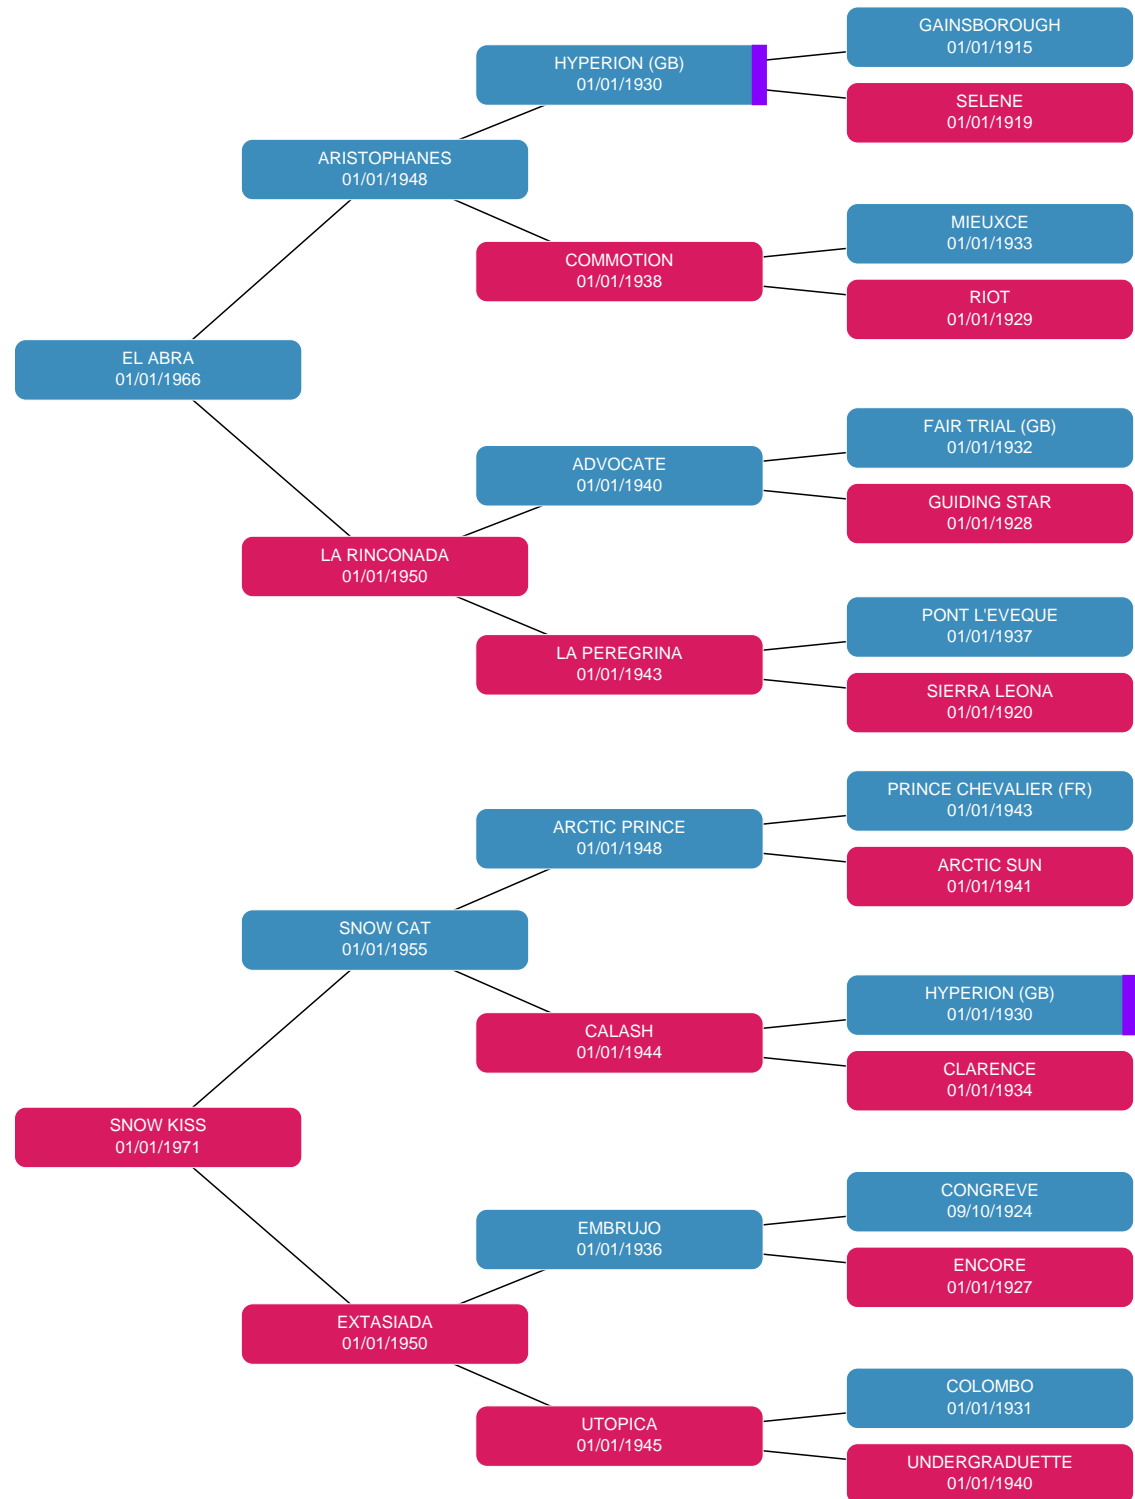 GAINSBOROUGH
01/01/1915
HYPERION (GB)
01/01/1930
SELENE
01/01/1919
ARISTOPHANES
01/01/1948
MIEUXCE
01/01/1933
COMMOTION
01/01/1938
RIOT
01/01/1929
EL ABRA
01/01/1966
FAIR TRIAL (GB)
01/01/1932
ADVOCATE
01/01/1940
GUIDING STAR
01/01/1928
LA RINCONADA
01/01/1950
PONT L'EVEQUE
01/01/1937
LA PEREGRINA
01/01/1943
SIERRA LEONA
01/01/1920
PRINCE CHEVALIER (FR)
01/01/1943
ARCTIC PRINCE
01/01/1948
ARCTIC SUN
01/01/1941
SNOW CAT
01/01/1955
HYPERION (GB)
01/01/1930
CALASH
01/01/1944
CLARENCE
01/01/1934
SNOW KISS
01/01/1971
CONGREVE
09/10/1924
EMBRUJO
01/01/1936
ENCORE
01/01/1927
EXTASIADA
01/01/1950
COLOMBO
01/01/1931
UTOPICA
01/01/1945
UNDERGRADUETTE
01/01/1940